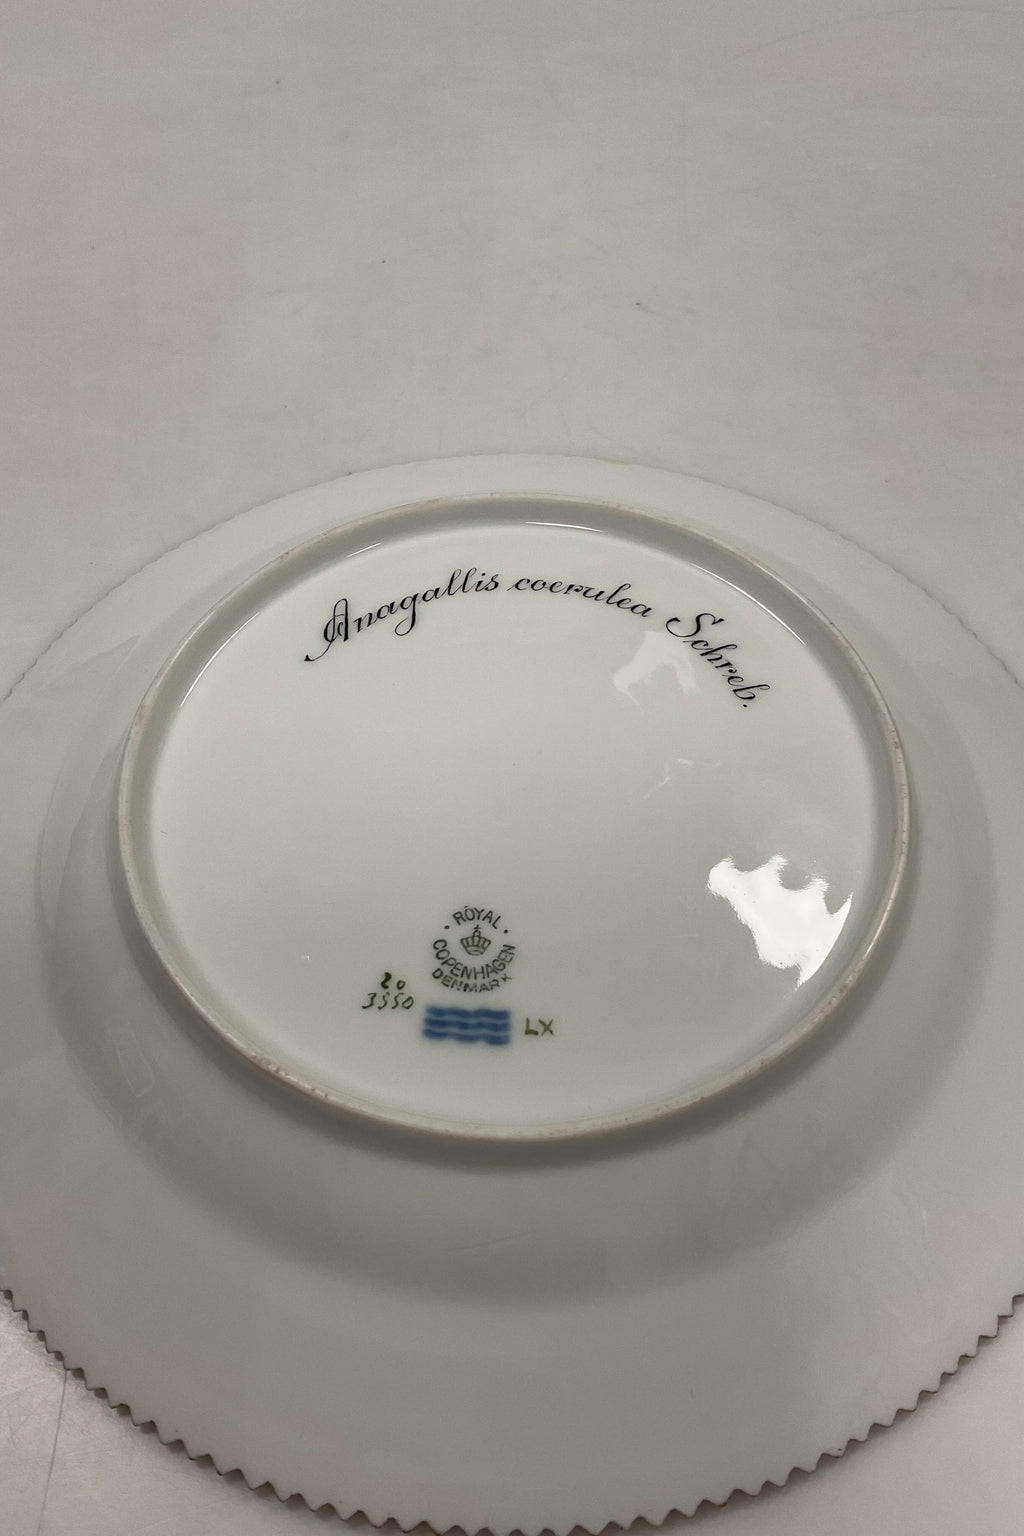 Anagallis coerulea Schreb.
ROYAL
COPENHAGEN
DENMARK
20
3550
LX